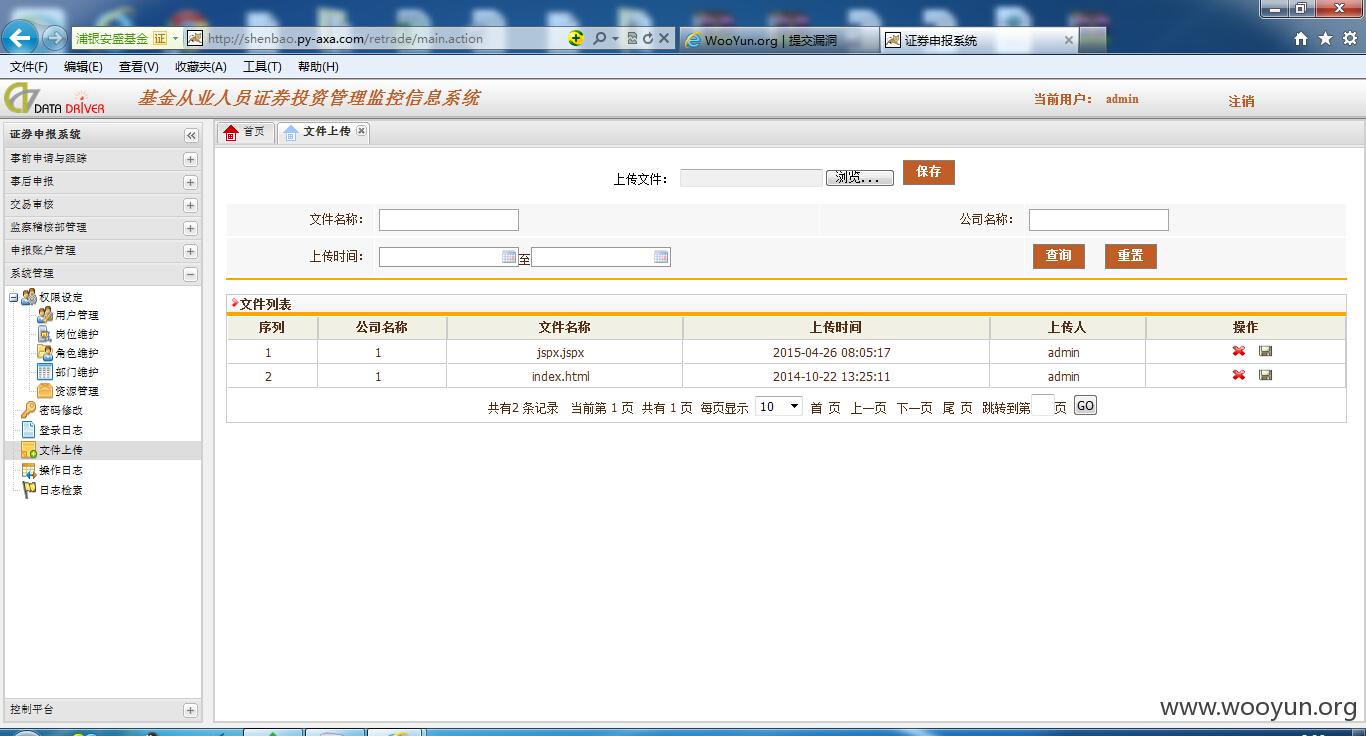 浦银安盛基金 证
http://shenbao.py-axa.com/retrade/main.action
WooYun.org | 提交漏洞
证券申报系统
文件(F) 编辑(E) 查看(V) 收藏夹(A) 工具(T) 帮助(H)
DATA DRIVER
基金从业人员证券投资管理监控信息系统
当前用户： admin
注销
证券申报系统
事前申请与跟踪
事后申报
交易审核
监察稽核部管理
申报账户管理
系统管理
权限设定
用户管理
岗位维护
角色维护
部门维护
资源管理
密码修改
登录日志
文件上传
操作日志
日志检索
控制平台
首页 文件上传
上传文件： 浏览... 保存
文件名称： 公司名称：
上传时间： 至 查询 重置
文件列表
序列 公司名称 文件名称 上传时间 上传人 操作
1 1 jspx.jspx 2015-04-26 08:05:17 admin
2 1 index.html 2014-10-22 13:25:11 admin
共有2 条记录 当前第 1 页 共有 1 页 每页显示 10 首 页 上一页 下一页 尾 页 跳转到第 页 GO
www.wooyun.org